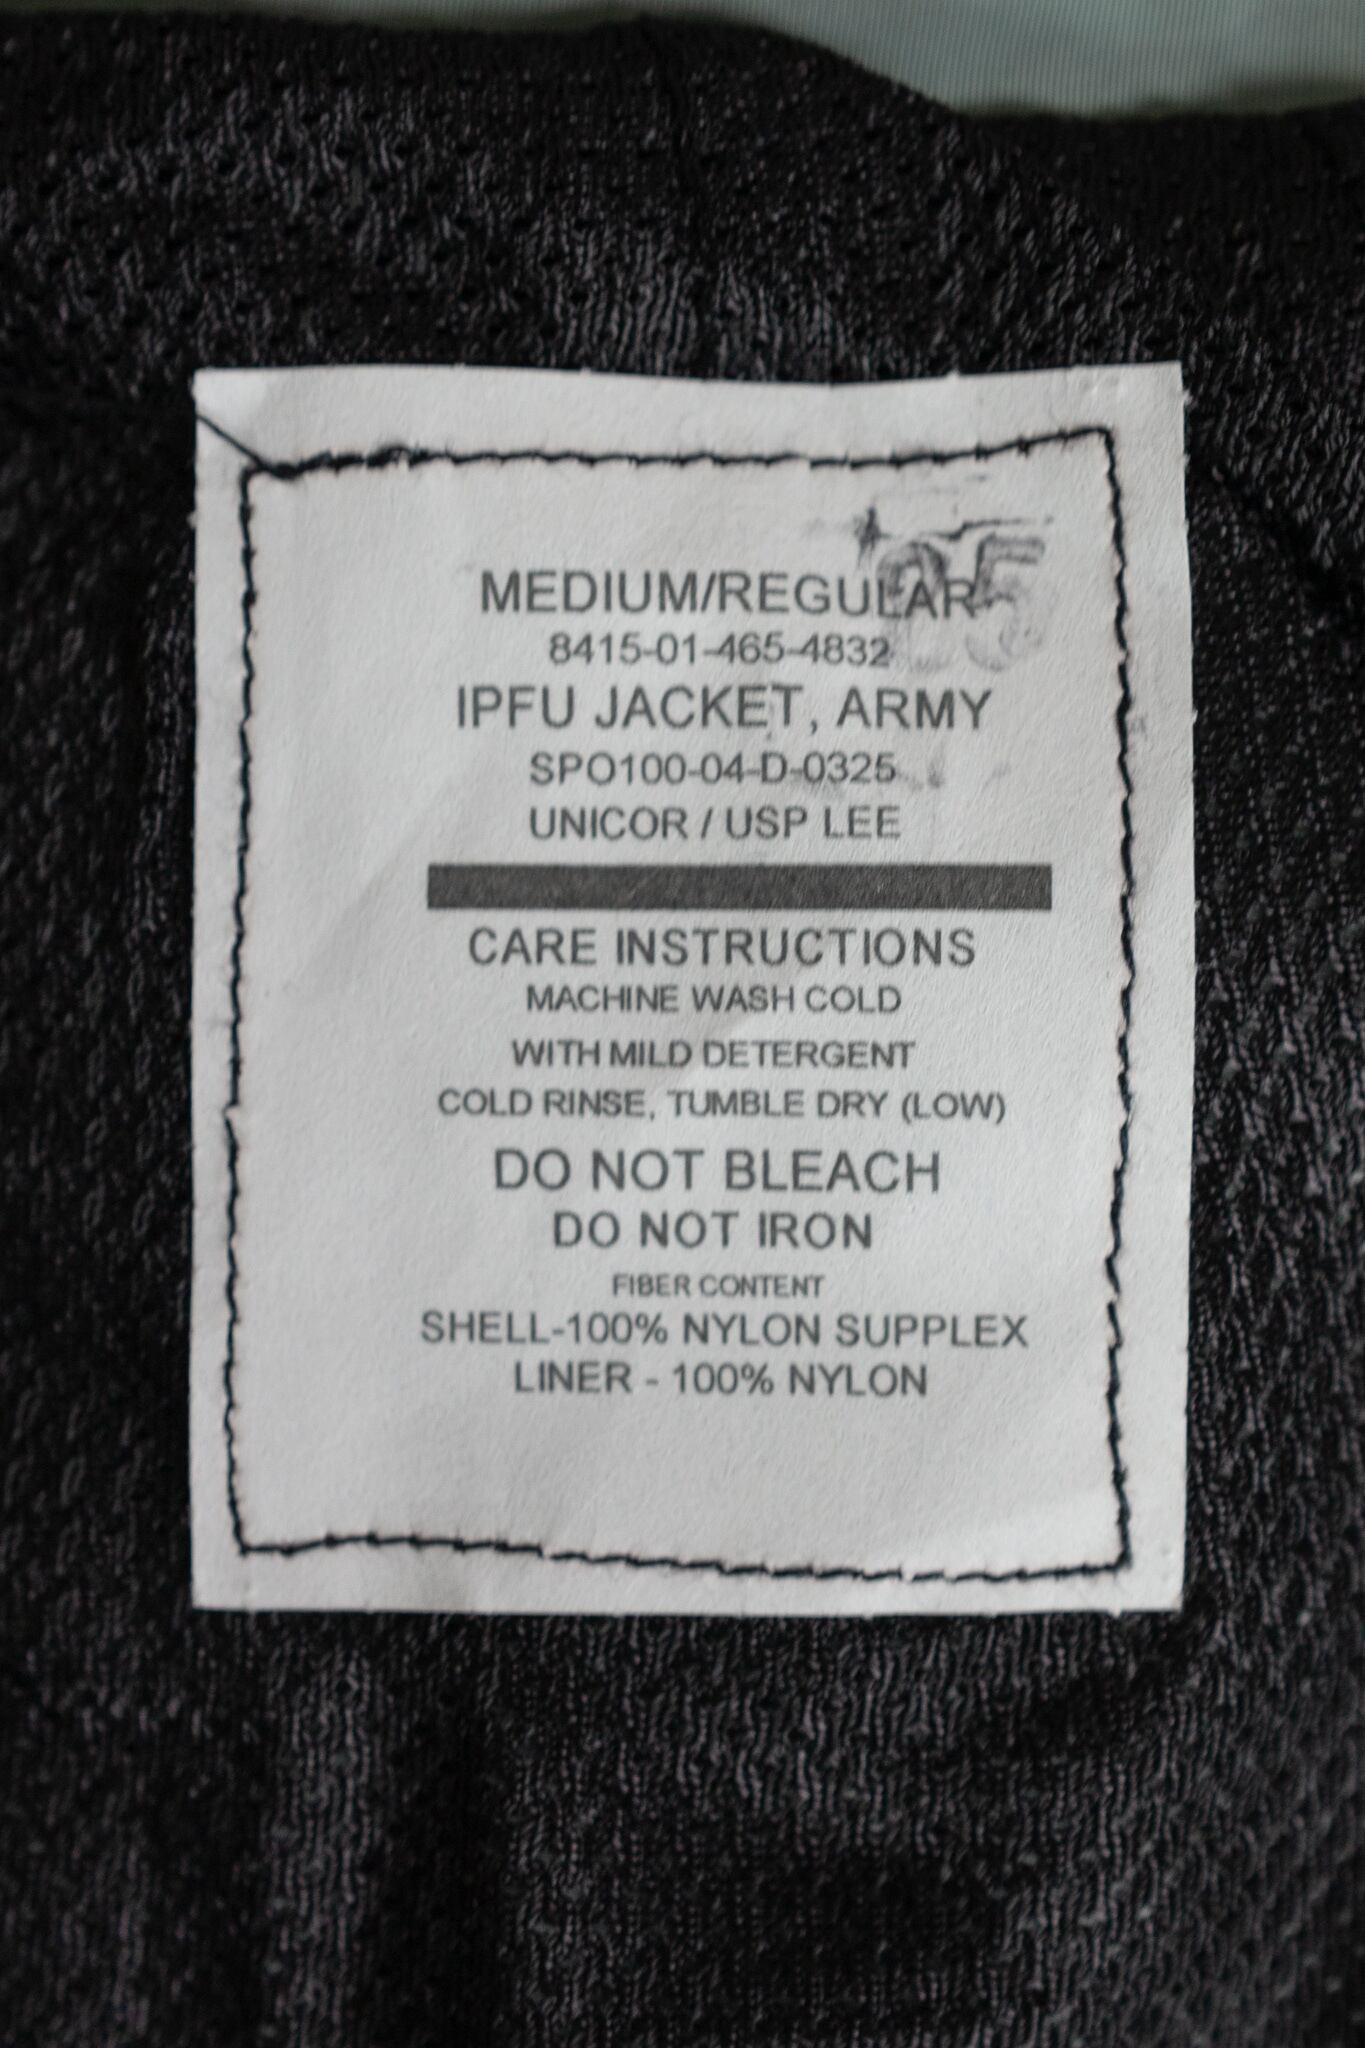 MEDIUM/REGULAR
8415-01-465-4832
IPFU JACKET, ARMY
SPO100-04-D-0325
UNICOR / USP LEE
CARE INSTRUCTIONS
MACHINE WASH COLD
WITH MILD DETERGENT
COLD RINSE, TUMBLE DRY (LOW)
DO NOT BLEACH
DO NOT IRON
FIBER CONTENT
SHELL-100% NYLON SUPPLEX
LINER - 100% NYLON